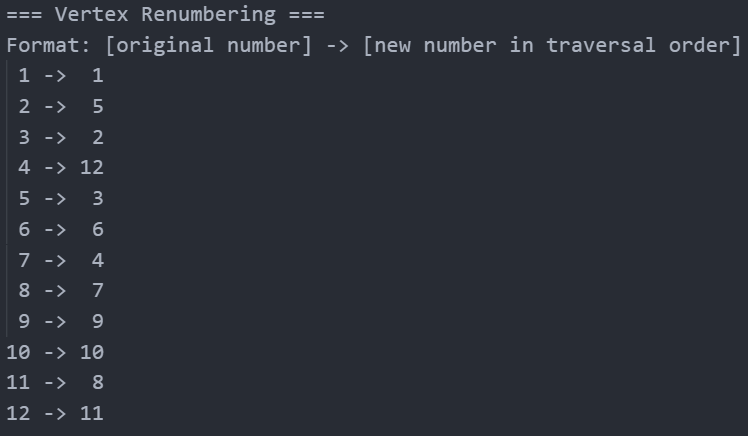 === Vertex Renumbering ===
Format: [original number] -> [new number in traversal order]
 1 ->  1
 2 ->  5
 3 ->  2
 4 -> 12
 5 ->  3
 6 ->  6
 7 ->  4
 8 ->  7
 9 ->  9
10 -> 10
11 ->  8
12 -> 11